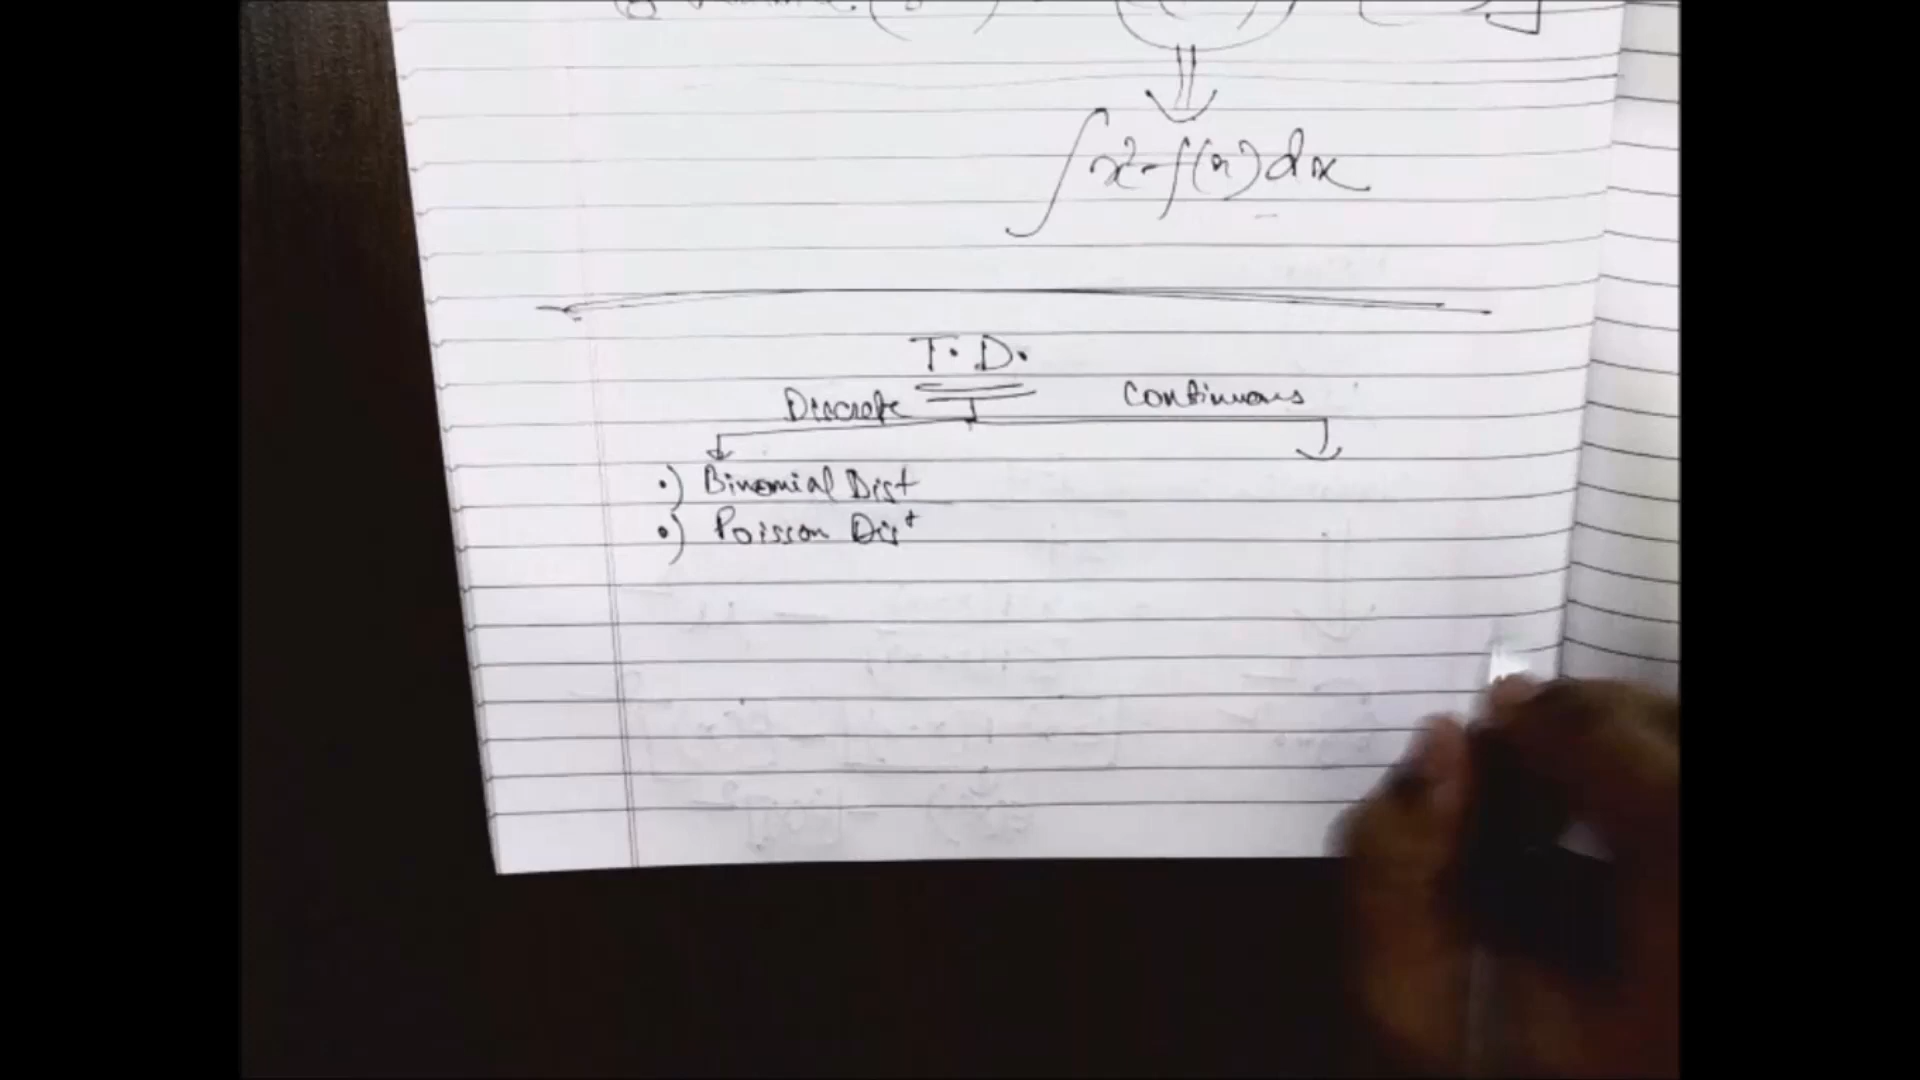 ∫x²-f(x)dx
T.D.
Discrete Continuous
•) Binomial Dist
•) Poisson Dist